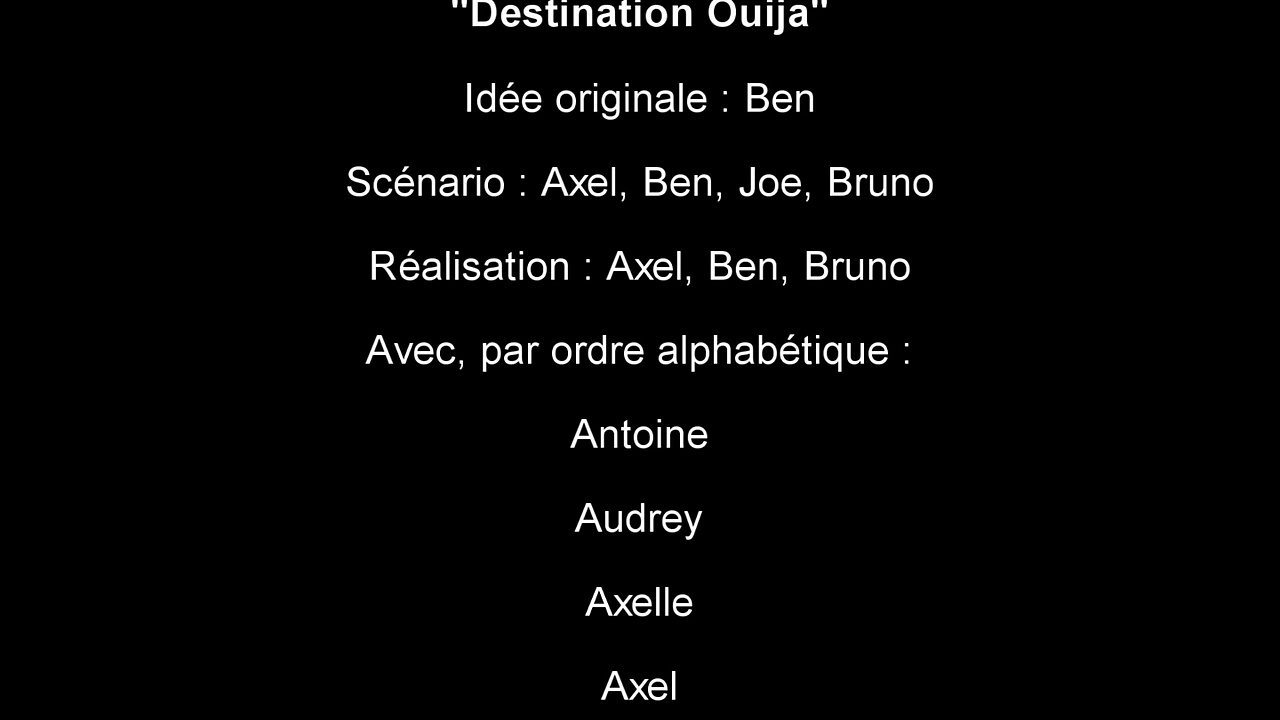 "Destination Ouija"
Idée originale : Ben
Scénario : Axel, Ben, Joe, Bruno
Réalisation : Axel, Ben, Bruno
Avec, par ordre alphabétique :
Antoine
Audrey
Axelle
Axel